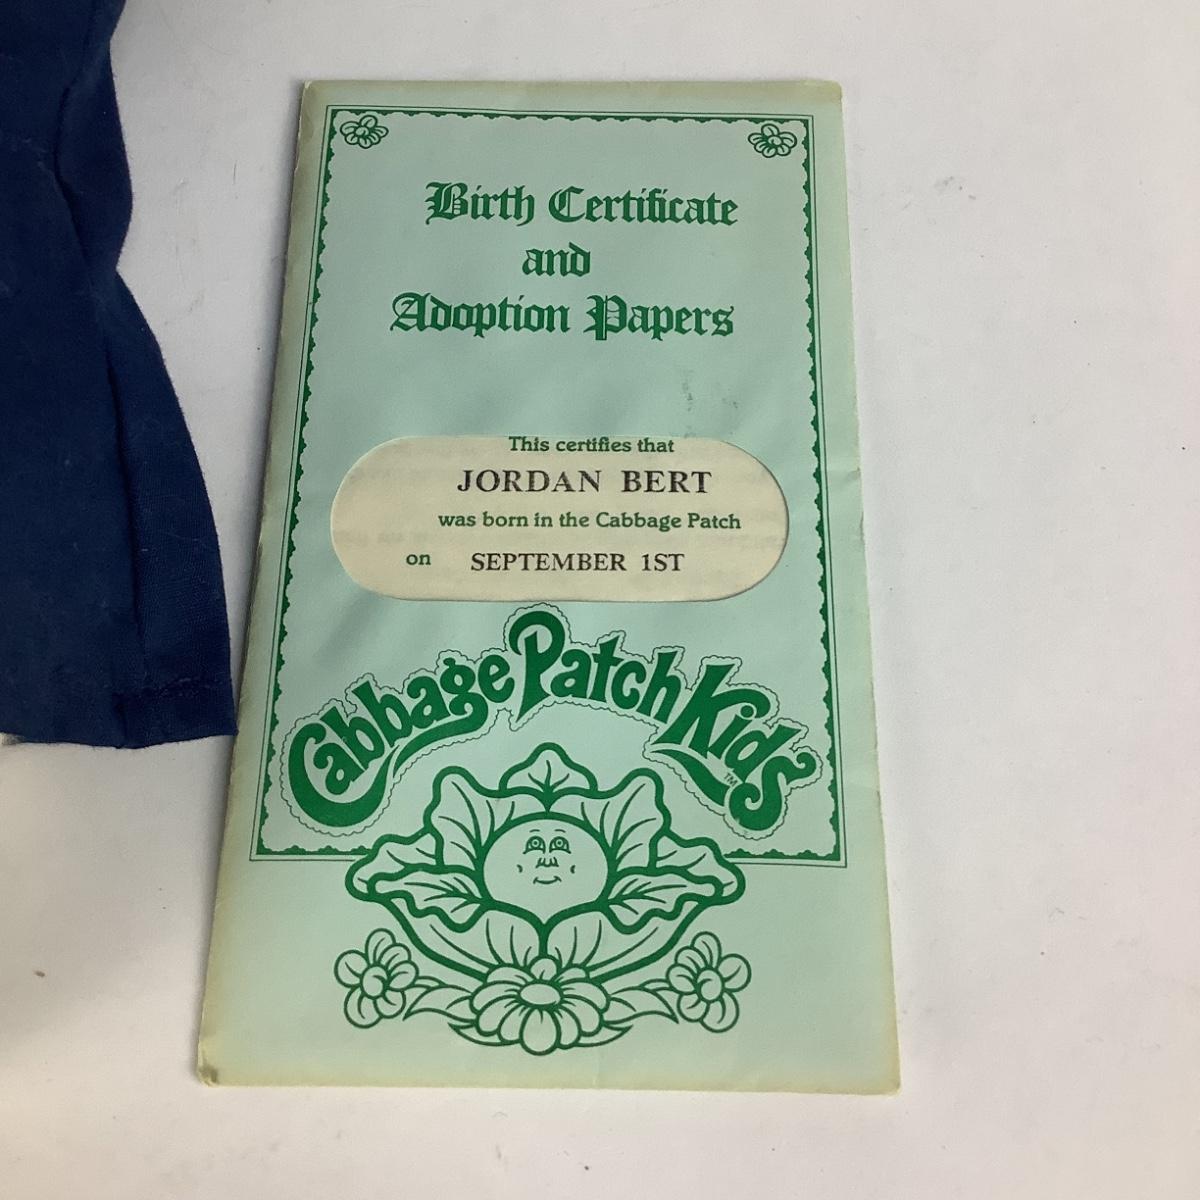 Birth Certificate
and
Adoption Papers
This certifies that
JORDAN BERT
was born in the Cabbage Patch
on SEPTEMBER 1ST
Cabbage Patch Kids™